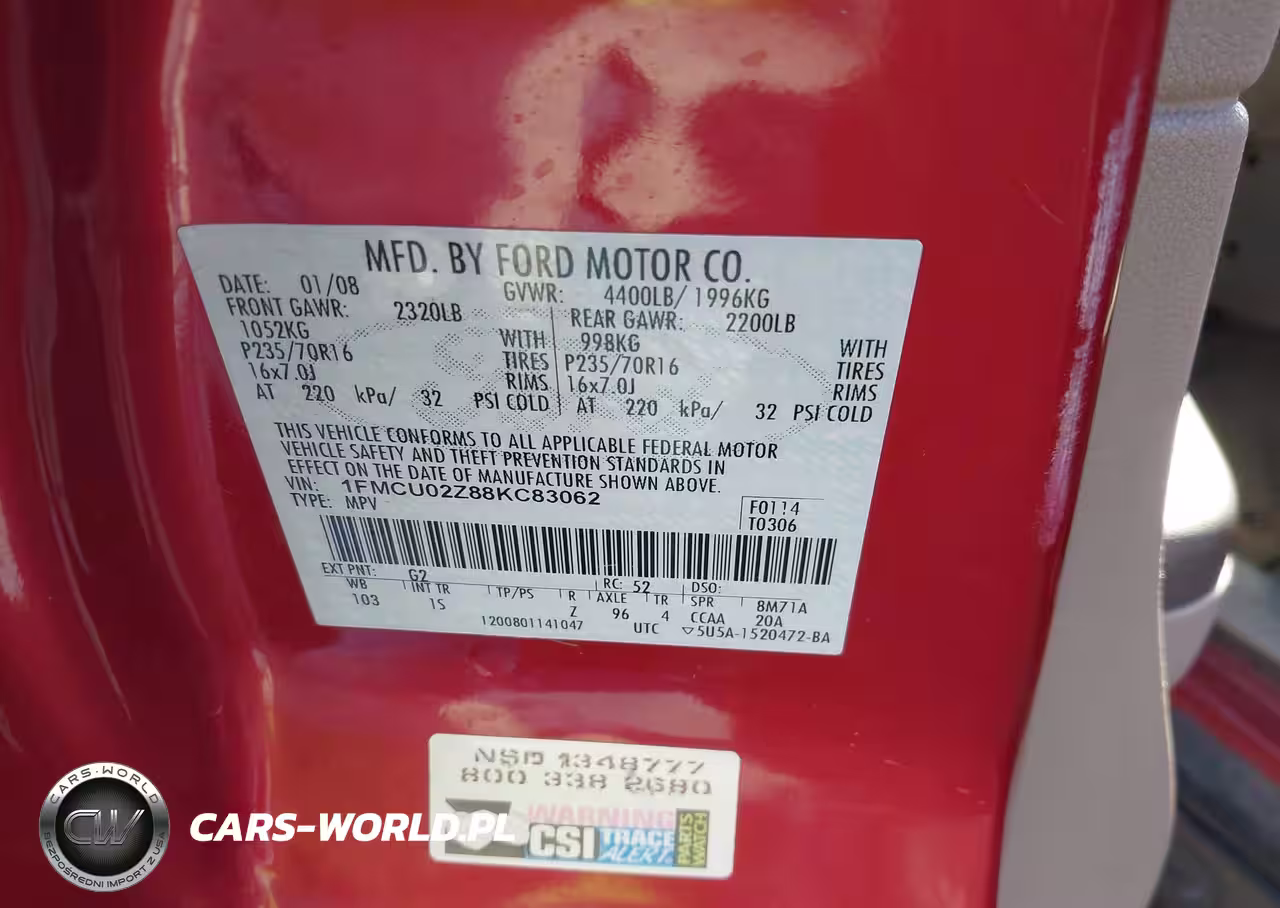 MFD. BY FORD MOTOR CO.
DATE: 01/08 GVWR: 4400LB/ 1996KG
FRONT GAWR: 2320LB REAR GAWR: 2200LB
1052KG WITH 998KG WITH
P235/70R16 TIRES P235/70R16 TIRES
16x7.0J RIMS 16x7.0J RIMS
AT 220 kPa/ 32 PSI COLD AT 220 kPa/ 32 PSI COLD
THIS VEHICLE CONFORMS TO ALL APPLICABLE FEDERAL MOTOR
VEHICLE SAFETY AND THEFT PREVENTION STANDARDS IN
EFFECT ON THE DATE OF MANUFACTURE SHOWN ABOVE.
VIN: 1FMCU02Z88KC83062
TYPE: MPV
F0114
T0306
EXT PNT: G2 RC: 52 DSO:
WB INT TR TP/PS R AXLE TR SPR 8M71A
103 1S Z 96 4 CCAA 20A
1200801141047 UTC ▽5U5A-1520472-BA
NSD 1348777
800 338 2680
WARNING
CSI TRACE ALERT PARTS WATCH
CARS-WORLD
CW
BEZPOŚREDNI IMPORT Z USA
CARS-WORLD.PL